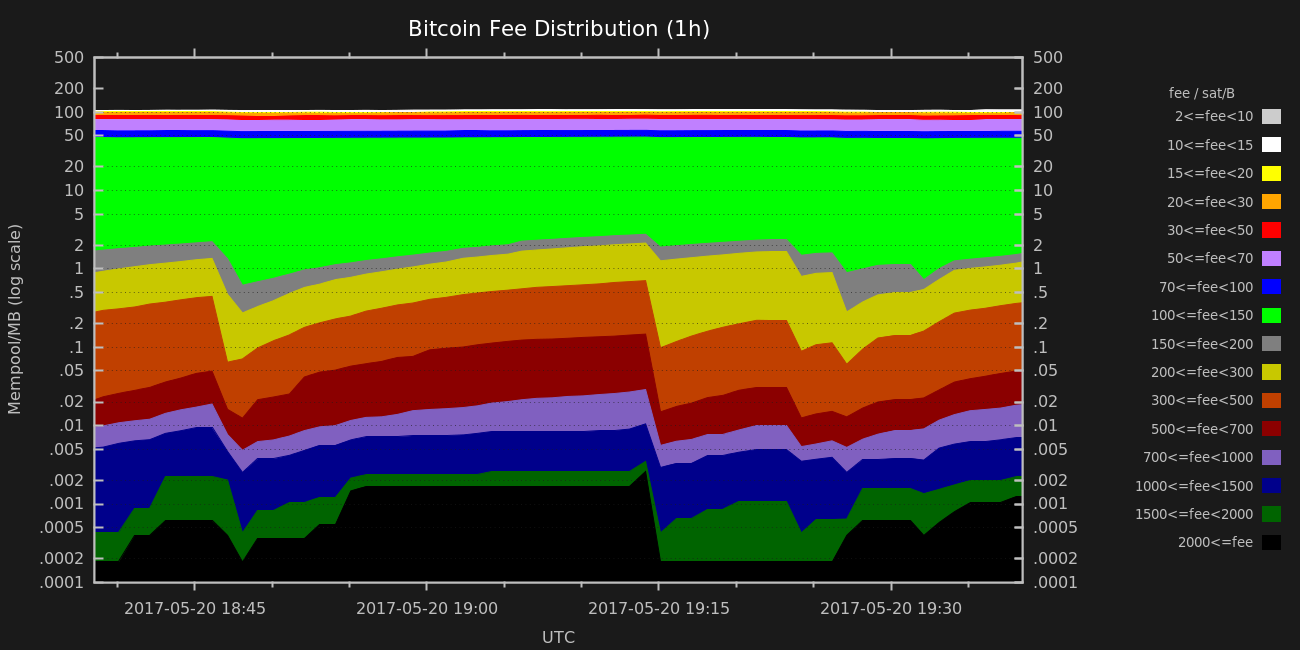 Bitcoin Fee Distribution (1h)
500
200
100
50
20
10
5
2
1
.5
.2
.1
.05
.02
.01
.005
.002
.001
.0005
.0002
.0001
Mempool/MB (log scale)
500
200
100
50
20
10
5
2
1
.5
.2
.1
.05
.02
.01
.005
.002
.001
.0005
.0002
.0001
2017-05-20 18:45
2017-05-20 19:00
2017-05-20 19:15
2017-05-20 19:30
UTC
fee / sat/B
2<=fee<10
10<=fee<15
15<=fee<20
20<=fee<30
30<=fee<50
50<=fee<70
70<=fee<100
100<=fee<150
150<=fee<200
200<=fee<300
300<=fee<500
500<=fee<700
700<=fee<1000
1000<=fee<1500
1500<=fee<2000
2000<=fee